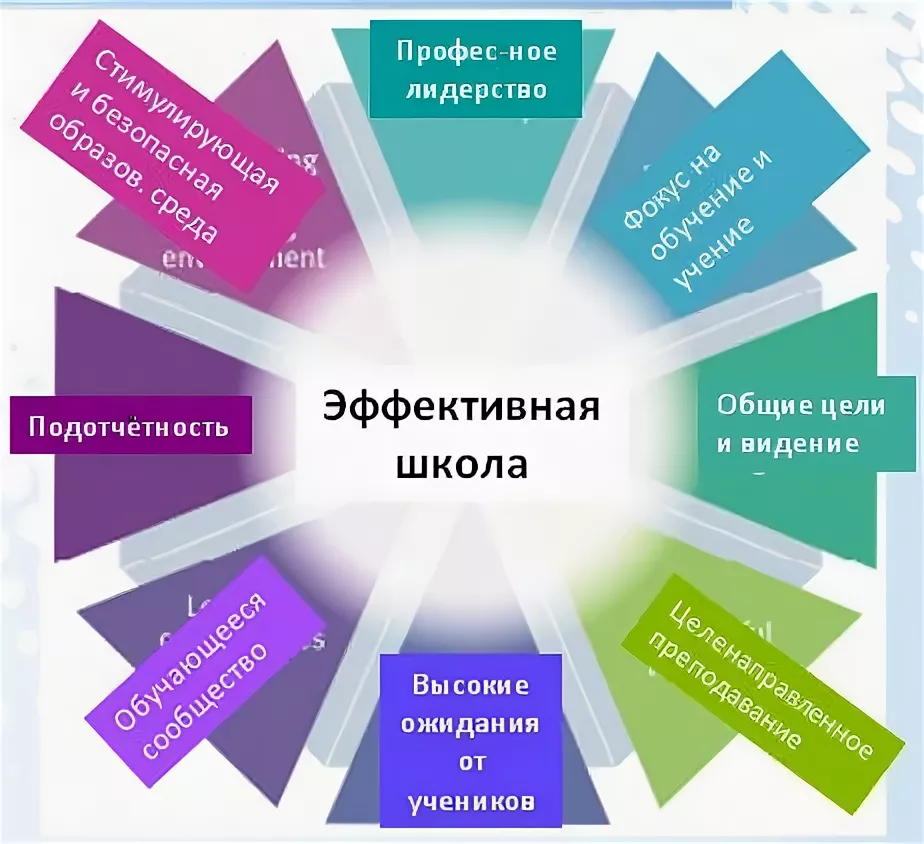 Профес-ное
лидерство
Фокус на
обучение и
учение
Общие цели
и видение
Целенаправленное
преподавание
Высокие
ожидания
от
учеников
Обучающееся
сообщество
Подотчётность
Стимулирующая
и безопасная
образов. среда
Эффективная
школа